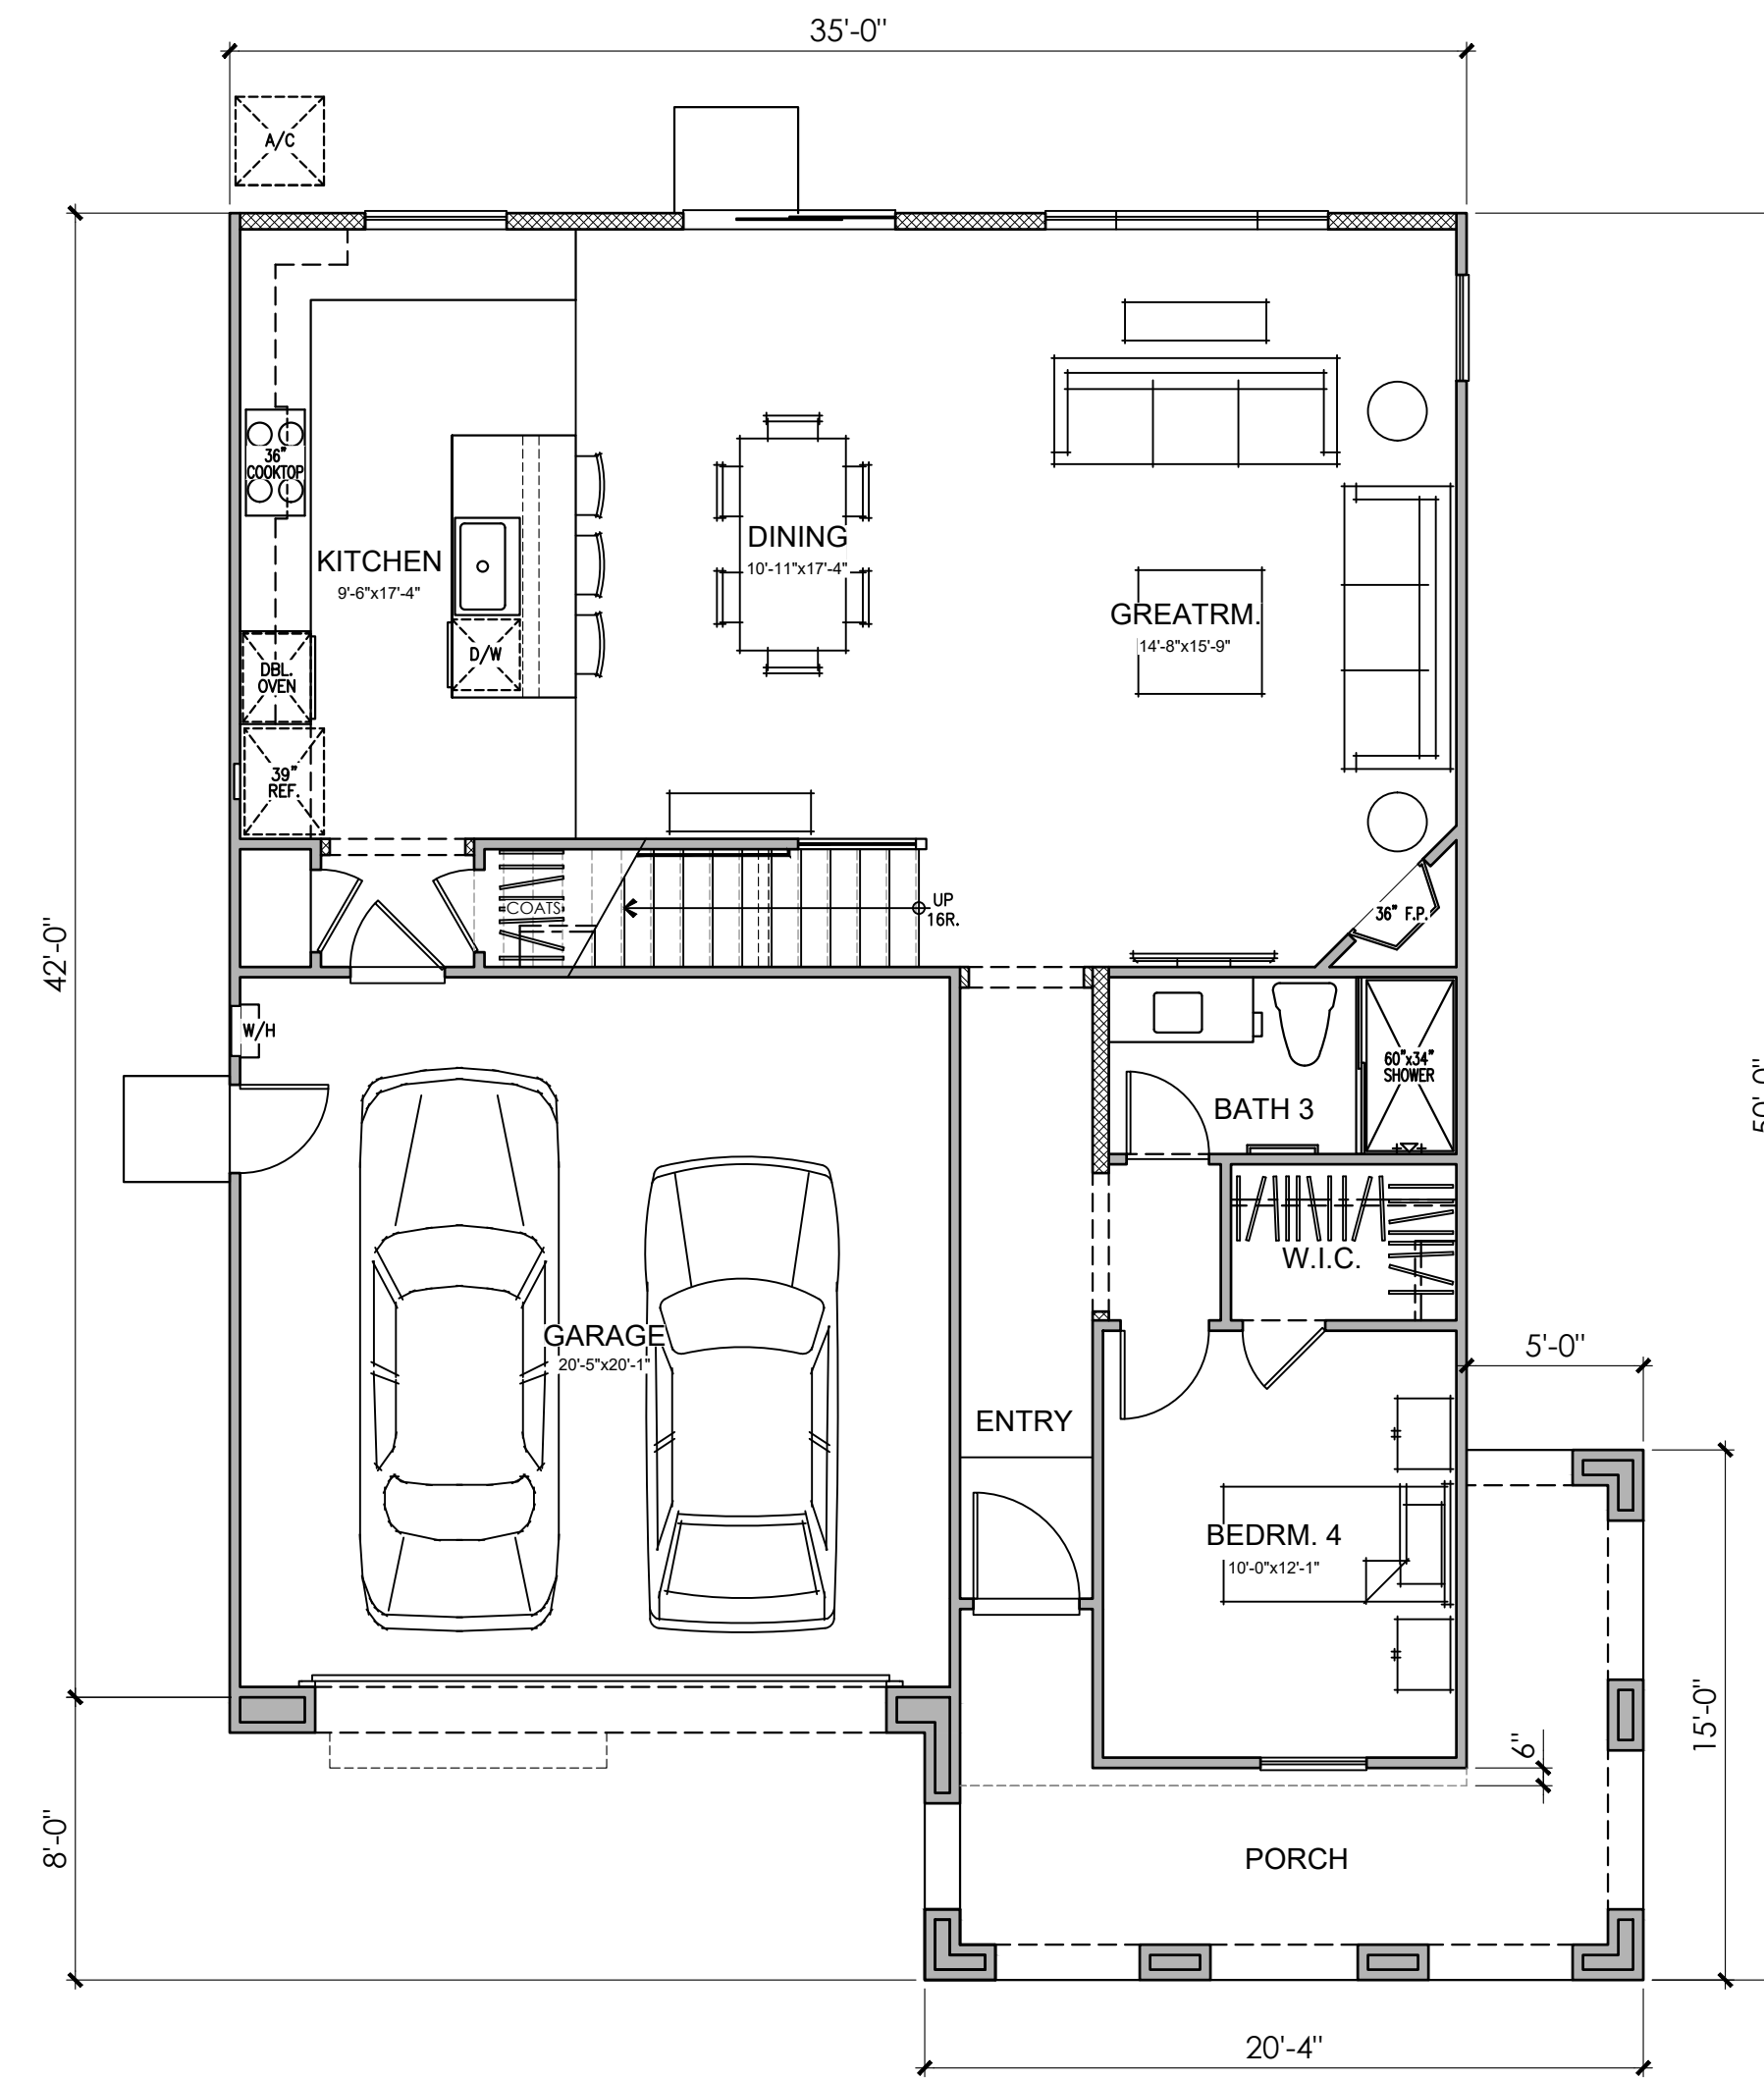 35'-0"
A/C
36"
COOKTOP
KITCHEN
9'-6"x17'-4"
DINING
10'-11"x17'-4"
GREATRM.
14'-8"x15'-9"
D/W
DBL.
OVEN
39"
REF.
COATS
UP
16R.
36" F.P.
42'-0"
W/H
60"x34"
SHOWER
BATH 3
50'-0"
W.I.C.
GARAGE
20'-5"x20'-1"
5'-0"
ENTRY
BEDRM. 4
10'-0"x12'-1"
15'-0"
6"
8'-0"
PORCH
20'-4"